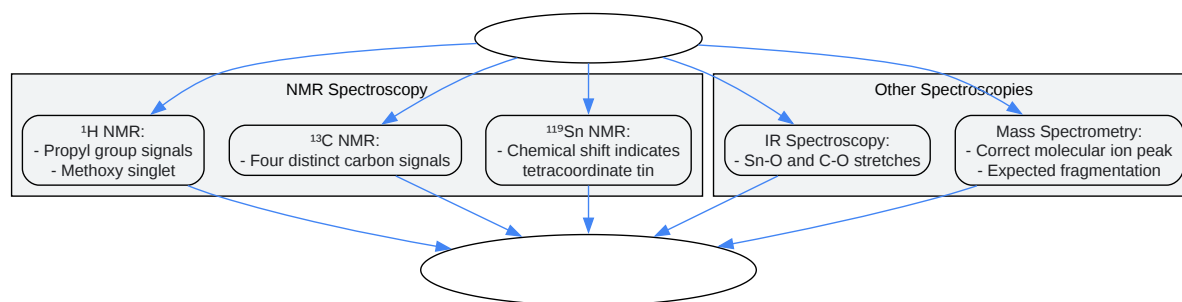 NMR Spectroscopy
¹H NMR:
- Propyl group signals
- Methoxy singlet
¹³C NMR:
- Four distinct carbon signals
¹¹⁹Sn NMR:
- Chemical shift indicates
tetracoordinate tin
Other Spectroscopies
IR Spectroscopy:
- Sn-O and C-O stretches
Mass Spectrometry:
- Correct molecular ion peak
- Expected fragmentation